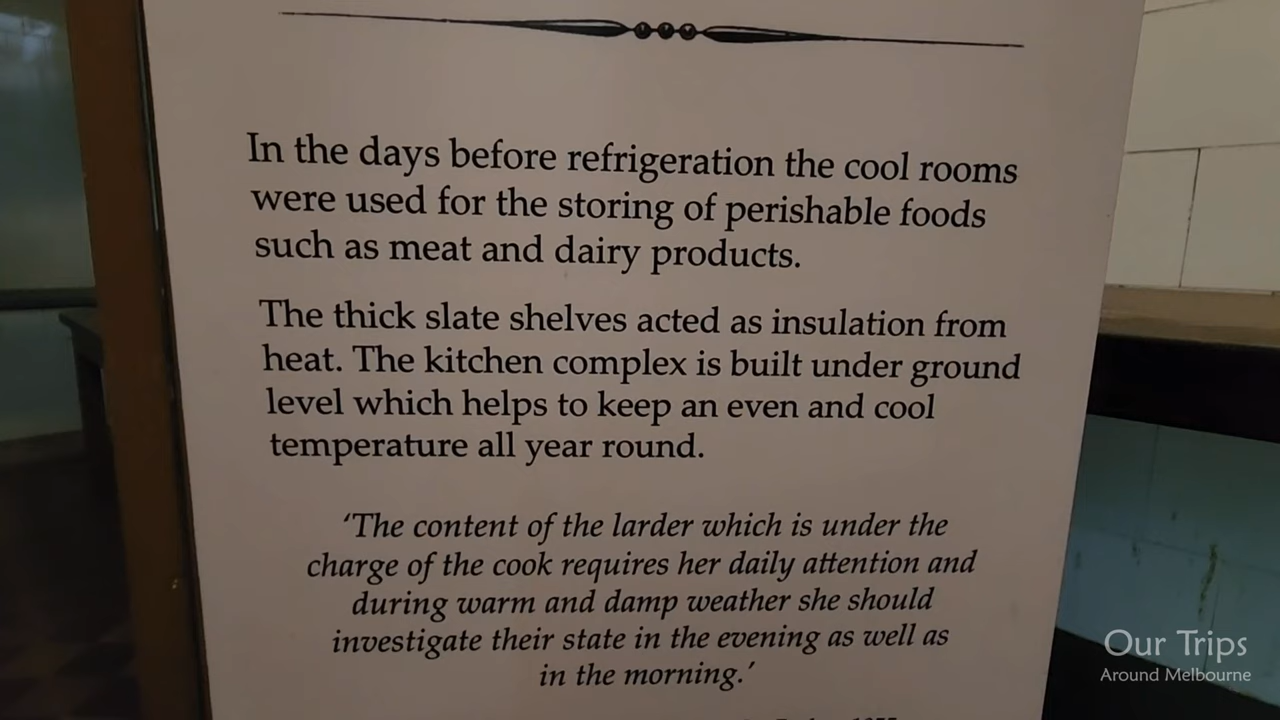 In the days before refrigeration the cool rooms
were used for the storing of perishable foods
such as meat and dairy products.
The thick slate shelves acted as insulation from
heat. The kitchen complex is built under ground
level which helps to keep an even and cool
temperature all year round.
‘The content of the larder which is under the
charge of the cook requires her daily attention and
during warm and damp weather she should
investigate their state in the evening as well as
in the morning.’
Our Trips
Around Melbourne